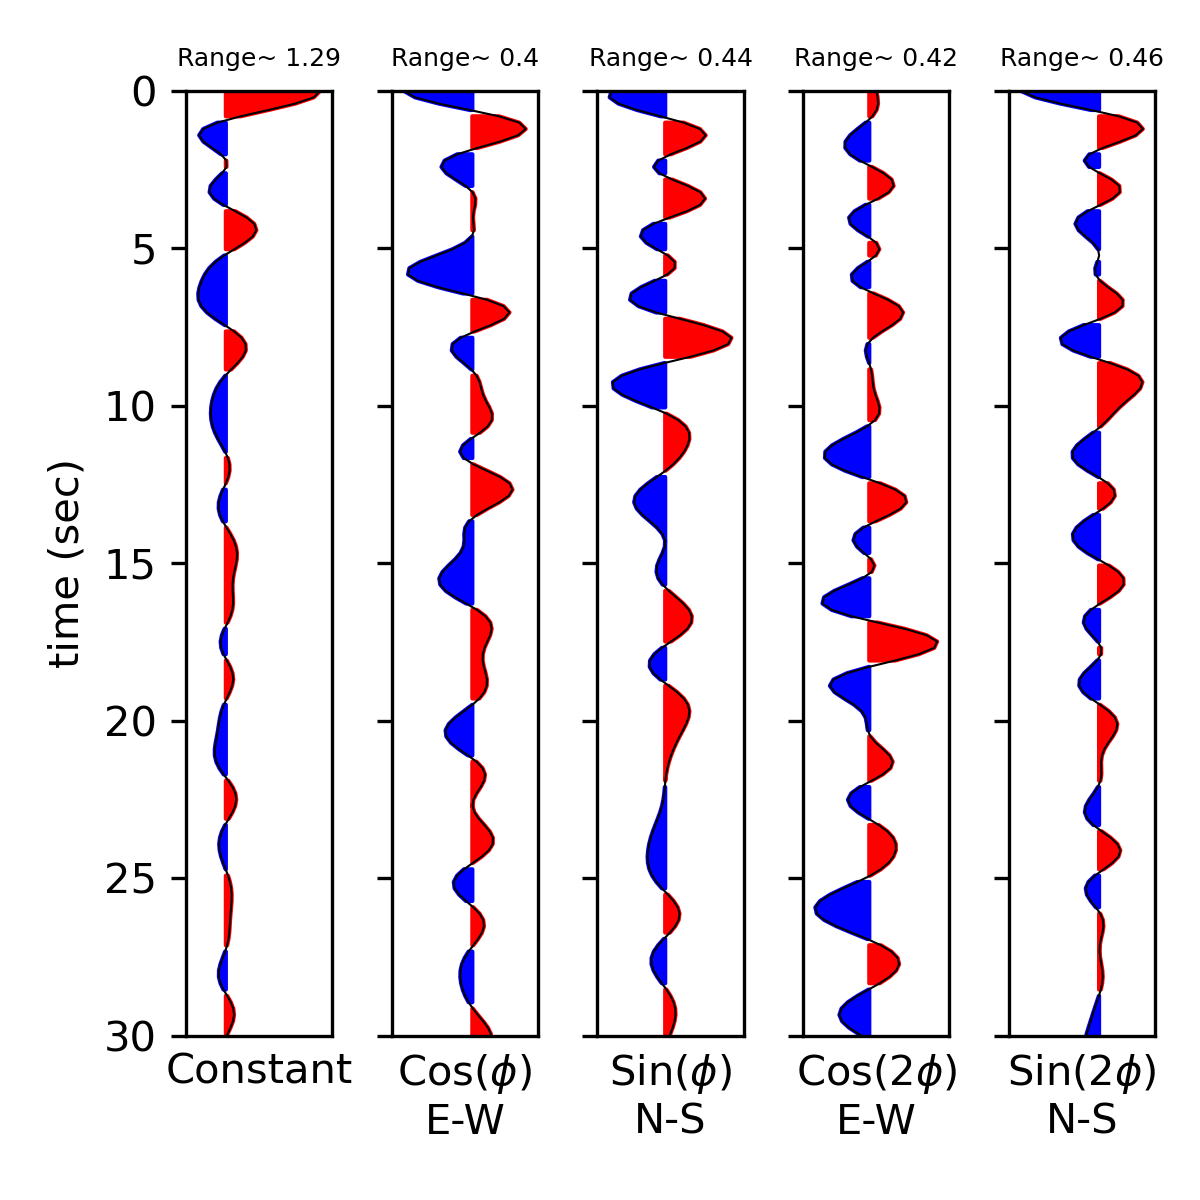 Range~ 1.29 Range~ 0.4 Range~ 0.44 Range~ 0.42 Range~ 0.46
0
5
10
15
20
25
30
time (sec)
Constant Cos(ϕ) Sin(ϕ) Cos(2ϕ) Sin(2ϕ)
E-W N-S E-W N-S